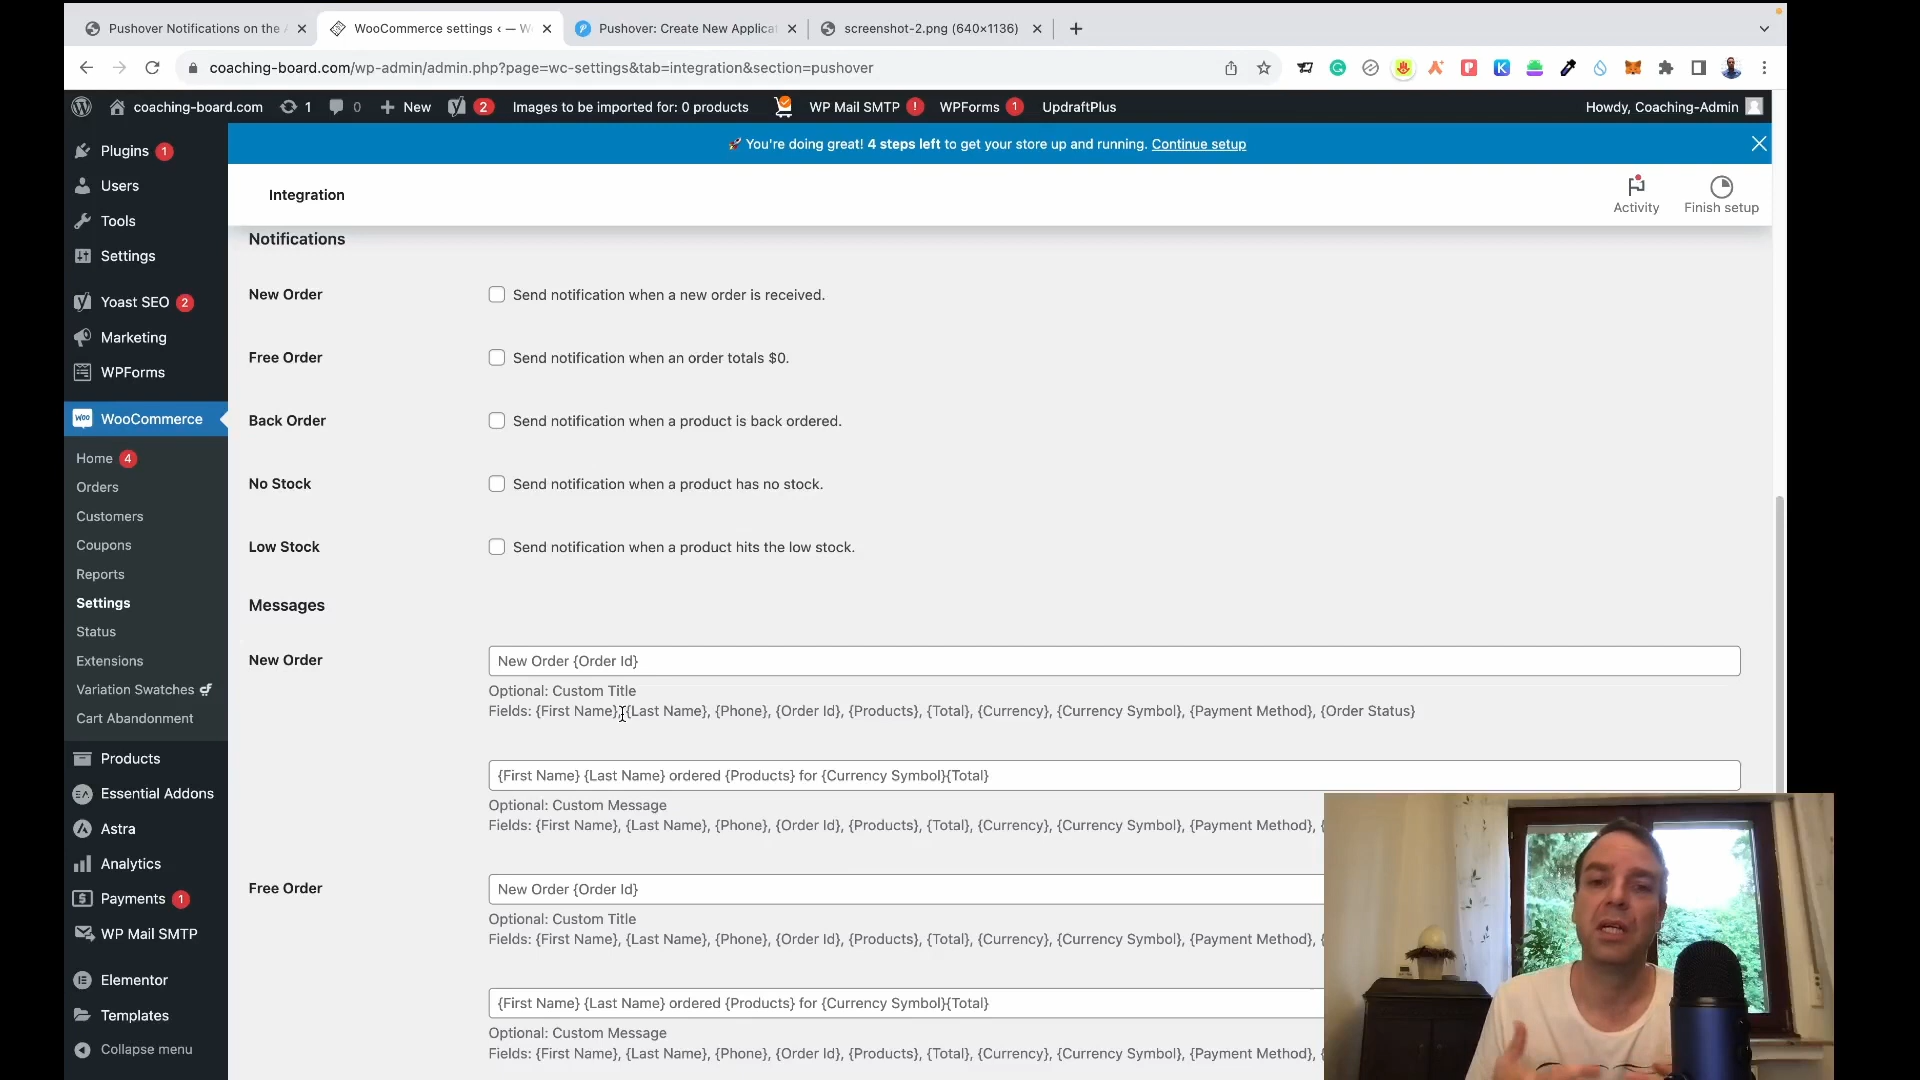 Pushover Notifications on the A
WooCommerce settings ‹ — W
Pushover: Create New Applicat
screenshot-2.png (640×1136)
coaching-board.com/wp-admin/admin.php?page=wc-settings&tab=integration&section=pushover
coaching-board.com
1
0
New
2
Images to be imported for: 0 products
WP Mail SMTP !
WPForms 1
UpdraftPlus
Howdy, Coaching-Admin
You're doing great! 4 steps left to get your store up and running. Continue setup
Integration
Activity
Finish setup
Plugins 1
Users
Tools
Settings
Yoast SEO 2
Marketing
WPForms
WooCommerce
Home 4
Orders
Customers
Coupons
Reports
Settings
Status
Extensions
Variation Swatches
Cart Abandonment
Products
Essential Addons
Astra
Analytics
Payments 1
WP Mail SMTP
Elementor
Templates
Collapse menu
Notifications
New Order
Send notification when a new order is received.
Free Order
Send notification when an order totals $0.
Back Order
Send notification when a product is back ordered.
No Stock
Send notification when a product has no stock.
Low Stock
Send notification when a product hits the low stock.
Messages
New Order
New Order {Order Id}
Optional: Custom Title
Fields: {First Name}, {Last Name}, {Phone}, {Order Id}, {Products}, {Total}, {Currency}, {Currency Symbol}, {Payment Method}, {Order Status}
{First Name} {Last Name} ordered {Products} for {Currency Symbol}{Total}
Optional: Custom Message
Fields: {First Name}, {Last Name}, {Phone}, {Order Id}, {Products}, {Total}, {Currency}, {Currency Symbol}, {Payment Method}, {
Free Order
New Order {Order Id}
Optional: Custom Title
Fields: {First Name}, {Last Name}, {Phone}, {Order Id}, {Products}, {Total}, {Currency}, {Currency Symbol}, {Payment Method}, {
{First Name} {Last Name} ordered {Products} for {Currency Symbol}{Total}
Optional: Custom Message
Fields: {First Name}, {Last Name}, {Phone}, {Order Id}, {Products}, {Total}, {Currency}, {Currency Symbol}, {Payment Method}, {